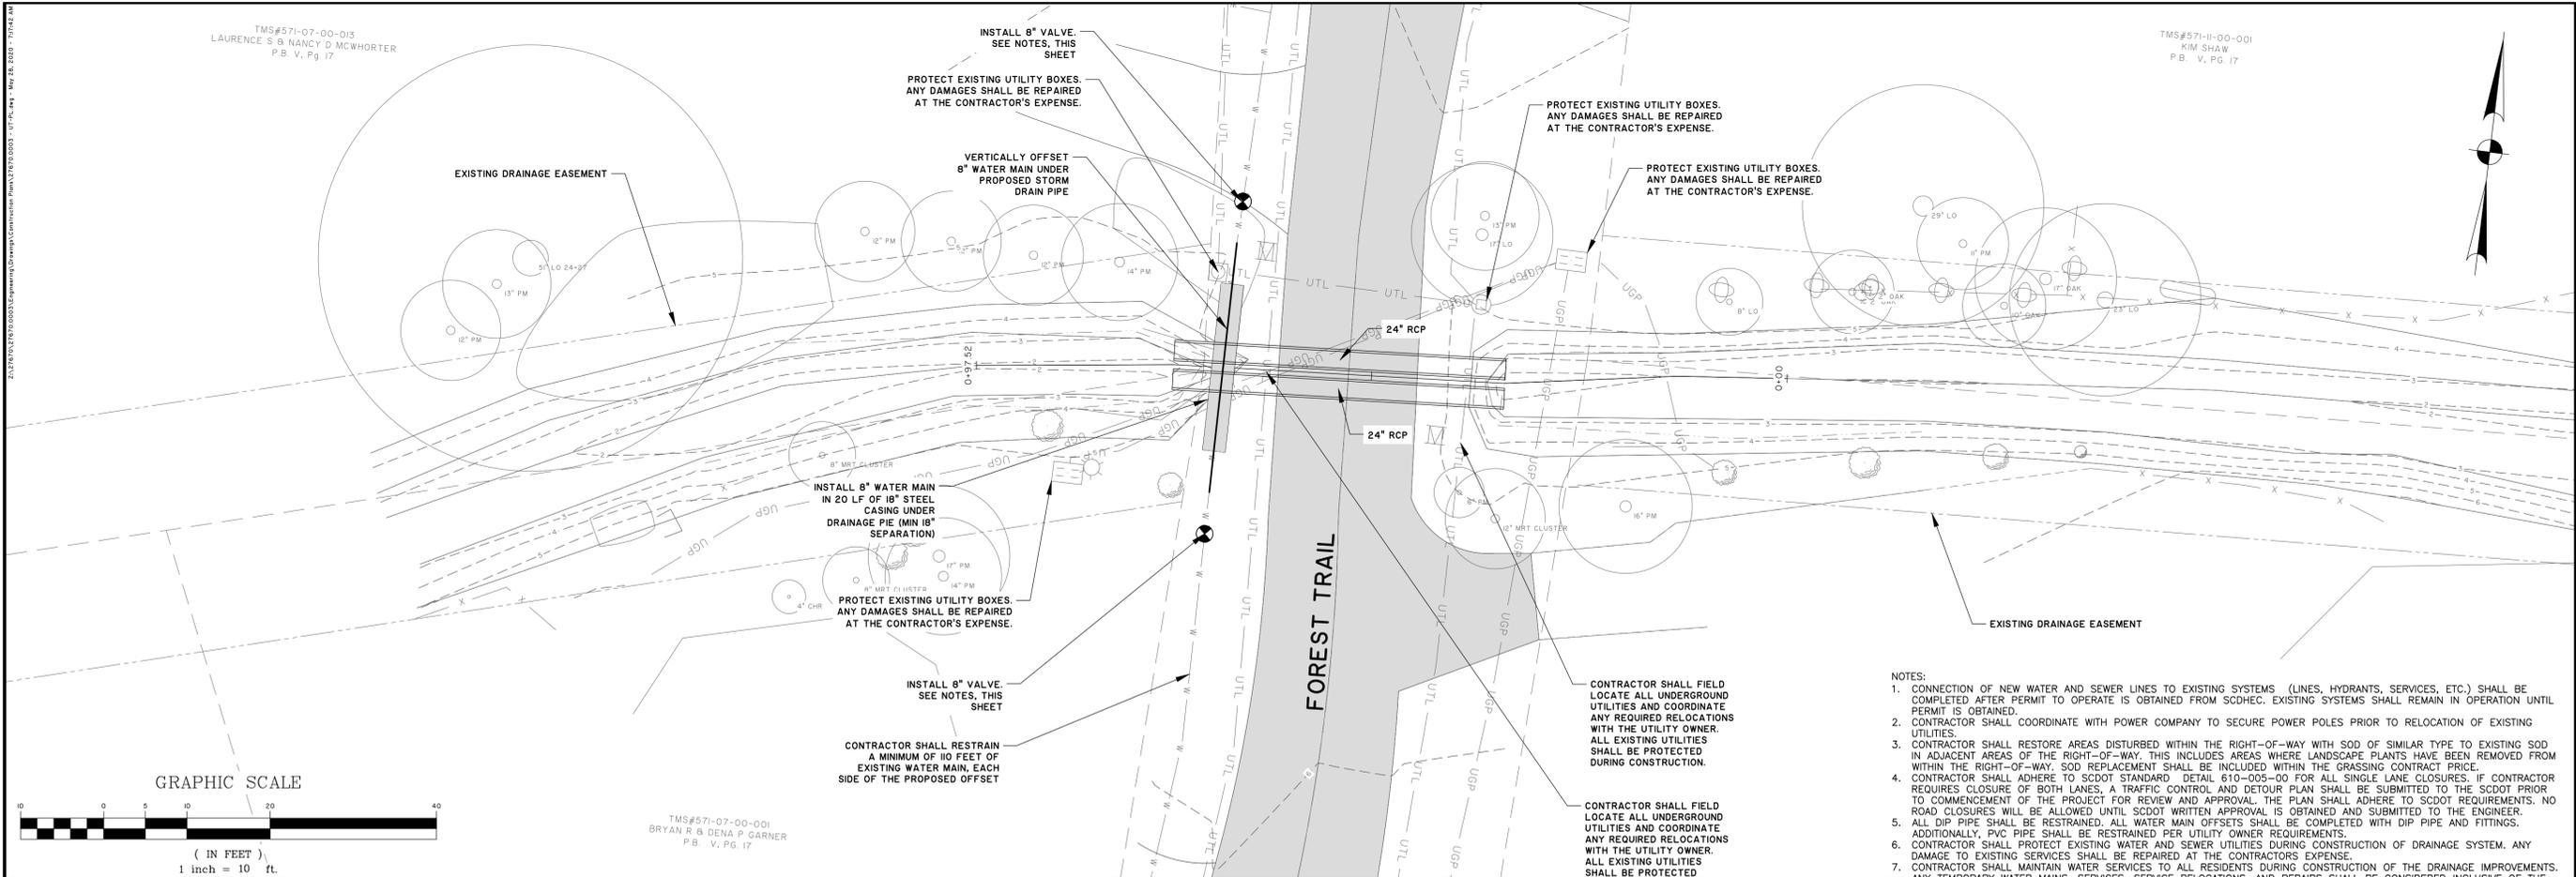 Z:\27670\27670.0003\Engineering\Drawings\Construction Plans\27670.0003 - UT-PL.dwg - May 28, 2020 - 7:17:42 AM
TMS#571-07-00-013
LAURENCE S & NANCY D MCWHORTER
P.B. V, Pg. 17
TMS#571-11-00-001
KIM SHAW
P.B. V, PG. 17
INSTALL 8" VALVE.
SEE NOTES, THIS
SHEET
PROTECT EXISTING UTILITY BOXES.
ANY DAMAGES SHALL BE REPAIRED
AT THE CONTRACTOR'S EXPENSE.
VERTICALLY OFFSET
8" WATER MAIN UNDER
PROPOSED STORM
DRAIN PIPE
EXISTING DRAINAGE EASEMENT
PROTECT EXISTING UTILITY BOXES.
ANY DAMAGES SHALL BE REPAIRED
AT THE CONTRACTOR'S EXPENSE.
PROTECT EXISTING UTILITY BOXES.
ANY DAMAGES SHALL BE REPAIRED
AT THE CONTRACTOR'S EXPENSE.
51" LO 24+27
13" PM
12" PM
12" PM
12" PM
14" PM
13" PM
17" LO
29" LO
11" PM
17" OAK
23" LO
8" LO
24" RCP
24" RCP
0+97.52
0+00
8" MRT CLUSTER
17" PM
14" PM
8" MRT CLUSTER
4" CHR
12" MRT CLUSTER
16" PM
INSTALL 8" WATER MAIN
IN 20 LF OF 18" STEEL
CASING UNDER
DRAINAGE PIE (MIN 18"
SEPARATION)
PROTECT EXISTING UTILITY BOXES.
ANY DAMAGES SHALL BE REPAIRED
AT THE CONTRACTOR'S EXPENSE.
INSTALL 8" VALVE.
SEE NOTES, THIS
SHEET
CONTRACTOR SHALL RESTRAIN
A MINIMUM OF 110 FEET OF
EXISTING WATER MAIN, EACH
SIDE OF THE PROPOSED OFFSET
FOREST TRAIL
EXISTING DRAINAGE EASEMENT
CONTRACTOR SHALL FIELD
LOCATE ALL UNDERGROUND
UTILITIES AND COORDINATE
ANY REQUIRED RELOCATIONS
WITH THE UTILITY OWNER.
ALL EXISTING UTILITIES
SHALL BE PROTECTED
DURING CONSTRUCTION.
CONTRACTOR SHALL FIELD
LOCATE ALL UNDERGROUND
UTILITIES AND COORDINATE
ANY REQUIRED RELOCATIONS
WITH THE UTILITY OWNER.
ALL EXISTING UTILITIES
SHALL BE PROTECTED
GRAPHIC SCALE
10 0 5 10 20 40
( IN FEET )
1 inch = 10 ft.
TMS#571-07-00-001
BRYAN R & DENA P GARNER
P.B. V, PG. 17
NOTES:
1. CONNECTION OF NEW WATER AND SEWER LINES TO EXISTING SYSTEMS (LINES, HYDRANTS, SERVICES, ETC.) SHALL BE
COMPLETED AFTER PERMIT TO OPERATE IS OBTAINED FROM SCDHEC. EXISTING SYSTEMS SHALL REMAIN IN OPERATION UNTIL
PERMIT IS OBTAINED.
2. CONTRACTOR SHALL COORDINATE WITH POWER COMPANY TO SECURE POWER POLES PRIOR TO RELOCATION OF EXISTING
UTILITIES.
3. CONTRACTOR SHALL RESTORE AREAS DISTURBED WITHIN THE RIGHT-OF-WAY WITH SOD OF SIMILAR TYPE TO EXISTING SOD
IN ADJACENT AREAS OF THE RIGHT-OF-WAY. THIS INCLUDES AREAS WHERE LANDSCAPE PLANTS HAVE BEEN REMOVED FROM
WITHIN THE RIGHT-OF-WAY. SOD REPLACEMENT SHALL BE INCLUDED WITHIN THE GRASSING CONTRACT PRICE.
4. CONTRACTOR SHALL ADHERE TO SCDOT STANDARD DETAIL 610-005-00 FOR ALL SINGLE LANE CLOSURES. IF CONTRACTOR
REQUIRES CLOSURE OF BOTH LANES, A TRAFFIC CONTROL AND DETOUR PLAN SHALL BE SUBMITTED TO THE SCDOT PRIOR
TO COMMENCEMENT OF THE PROJECT FOR REVIEW AND APPROVAL. THE PLAN SHALL ADHERE TO SCDOT REQUIREMENTS. NO
ROAD CLOSURES WILL BE ALLOWED UNTIL SCDOT WRITTEN APPROVAL IS OBTAINED AND SUBMITTED TO THE ENGINEER.
5. ALL DIP PIPE SHALL BE RESTRAINED. ALL WATER MAIN OFFSETS SHALL BE COMPLETED WITH DIP PIPE AND FITTINGS.
ADDITIONALLY, PVC PIPE SHALL BE RESTRAINED PER UTILITY OWNER REQUIREMENTS.
6. CONTRACTOR SHALL PROTECT EXISTING WATER AND SEWER UTILITIES DURING CONSTRUCTION OF DRAINAGE SYSTEM. ANY
DAMAGE TO EXISTING SERVICES SHALL BE REPAIRED AT THE CONTRACTORS EXPENSE.
7. CONTRACTOR SHALL MAINTAIN WATER SERVICES TO ALL RESIDENTS DURING CONSTRUCTION OF THE DRAINAGE IMPROVEMENTS.